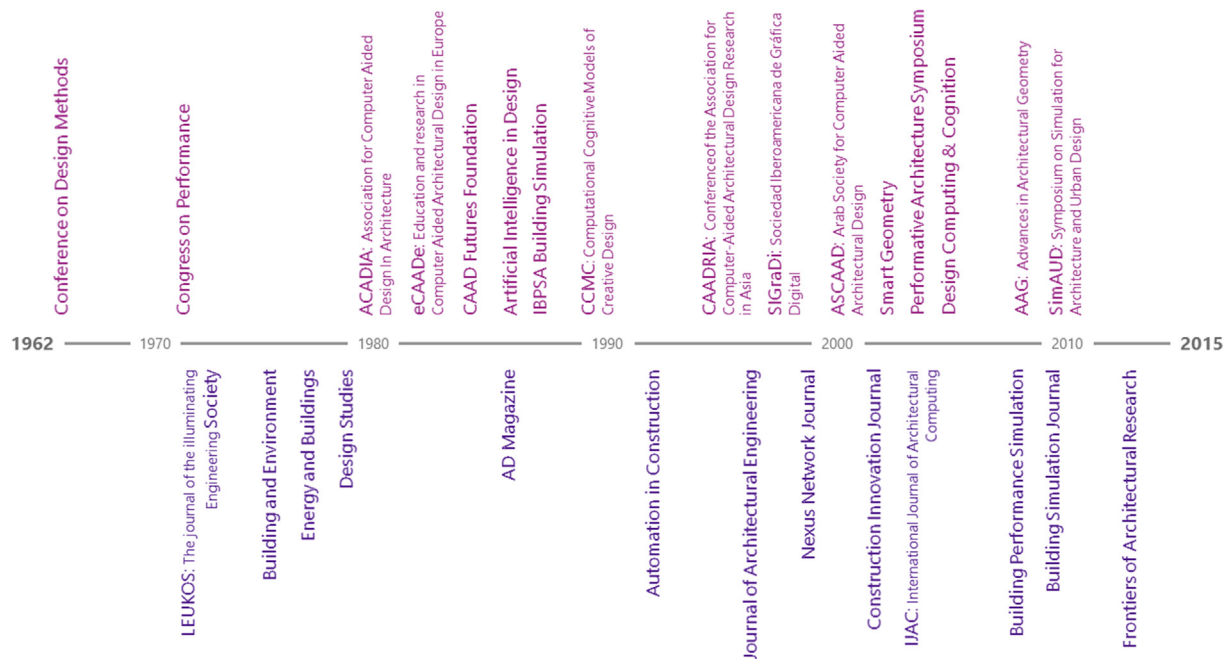 Conference on Design Methods
Congress on Performance
ACADIA: Association for Computer Aided
Design In Architecture
eCAADe: Education and research in
Computer Aided Architectural Design in Europe
CAAD Futures Foundation
Artificial Intelligence in Design
IBPSA Building Simulation
CCMC: Computational Cognitive Models of
Creative Design
CAADRIA: Conference of the Association for
Computer-Aided Architectural Design Research
in Asia
SIGraDi: Sociedad Iberoamericana de Gráfica
Digital
ASCAAD: Arab Society for Computer Aided
Architectural Design
Smart Geometry
Performative Architecture Symposium
Design Computing & Cognition
AAG: Advances in Architectural Geometry
SimAUD: Symposium on Simulation for
Architecture and Urban Design
1962 1970 1980 1990 2000 2010 2015
LEUKOS: The journal of the illuminating
Engineering Society
Building and Environment
Energy and Buildings
Design Studies
AD Magazine
Automation in Construction
Journal of Architectural Engineering
Nexus Network Journal
Construction Innovation Journal
IJAC: International Journal of Architectural
Computing
Building Performance Simulation
Building Simulation Journal
Frontiers of Architectural Research